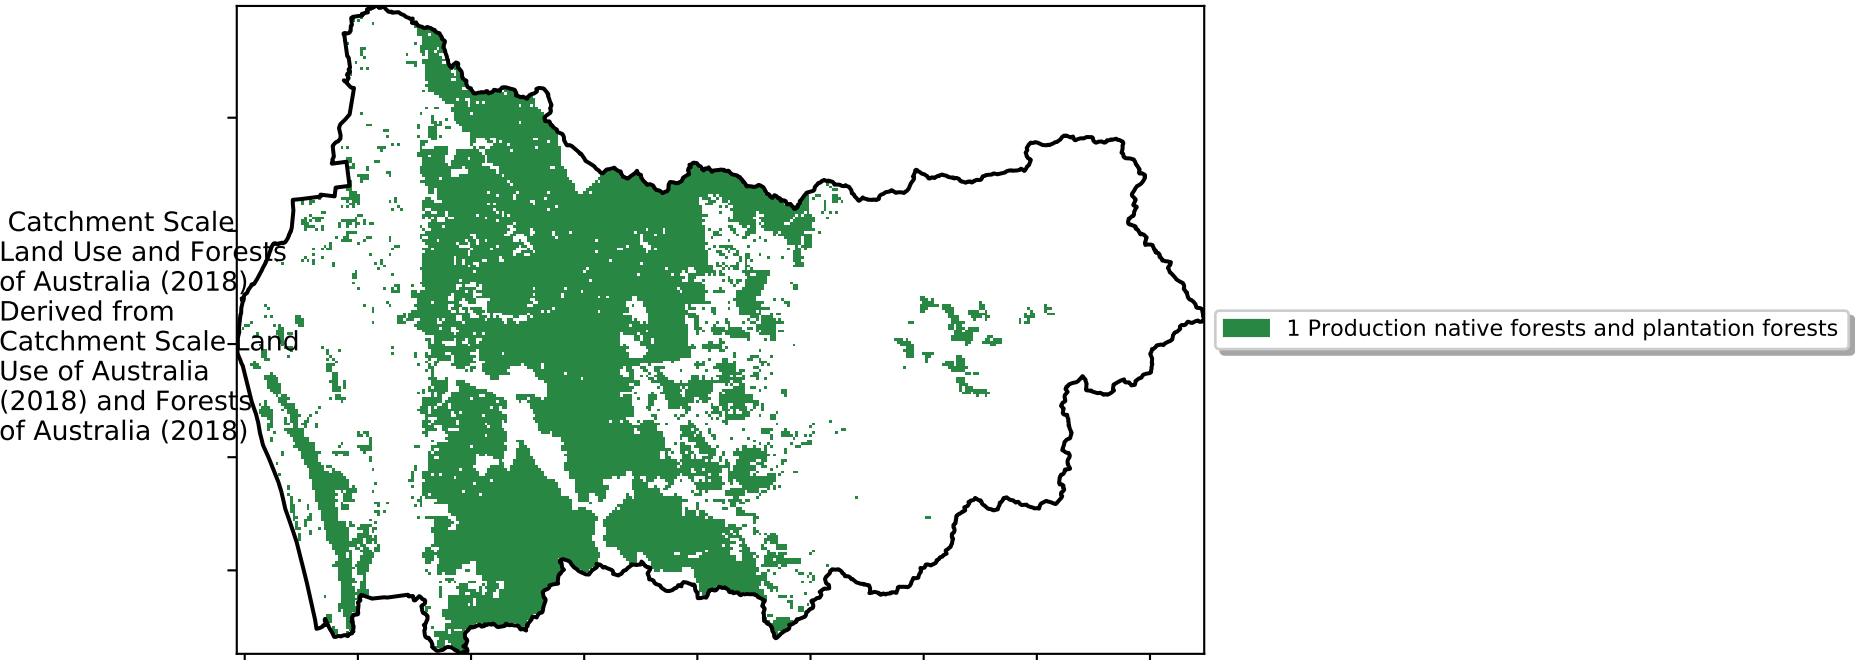 Catchment Scale
Land Use and Forests
of Australia (2018)
Derived from
Catchment Scale Land
Use of Australia
(2018) and Forests
of Australia (2018)
1 Production native forests and plantation forests